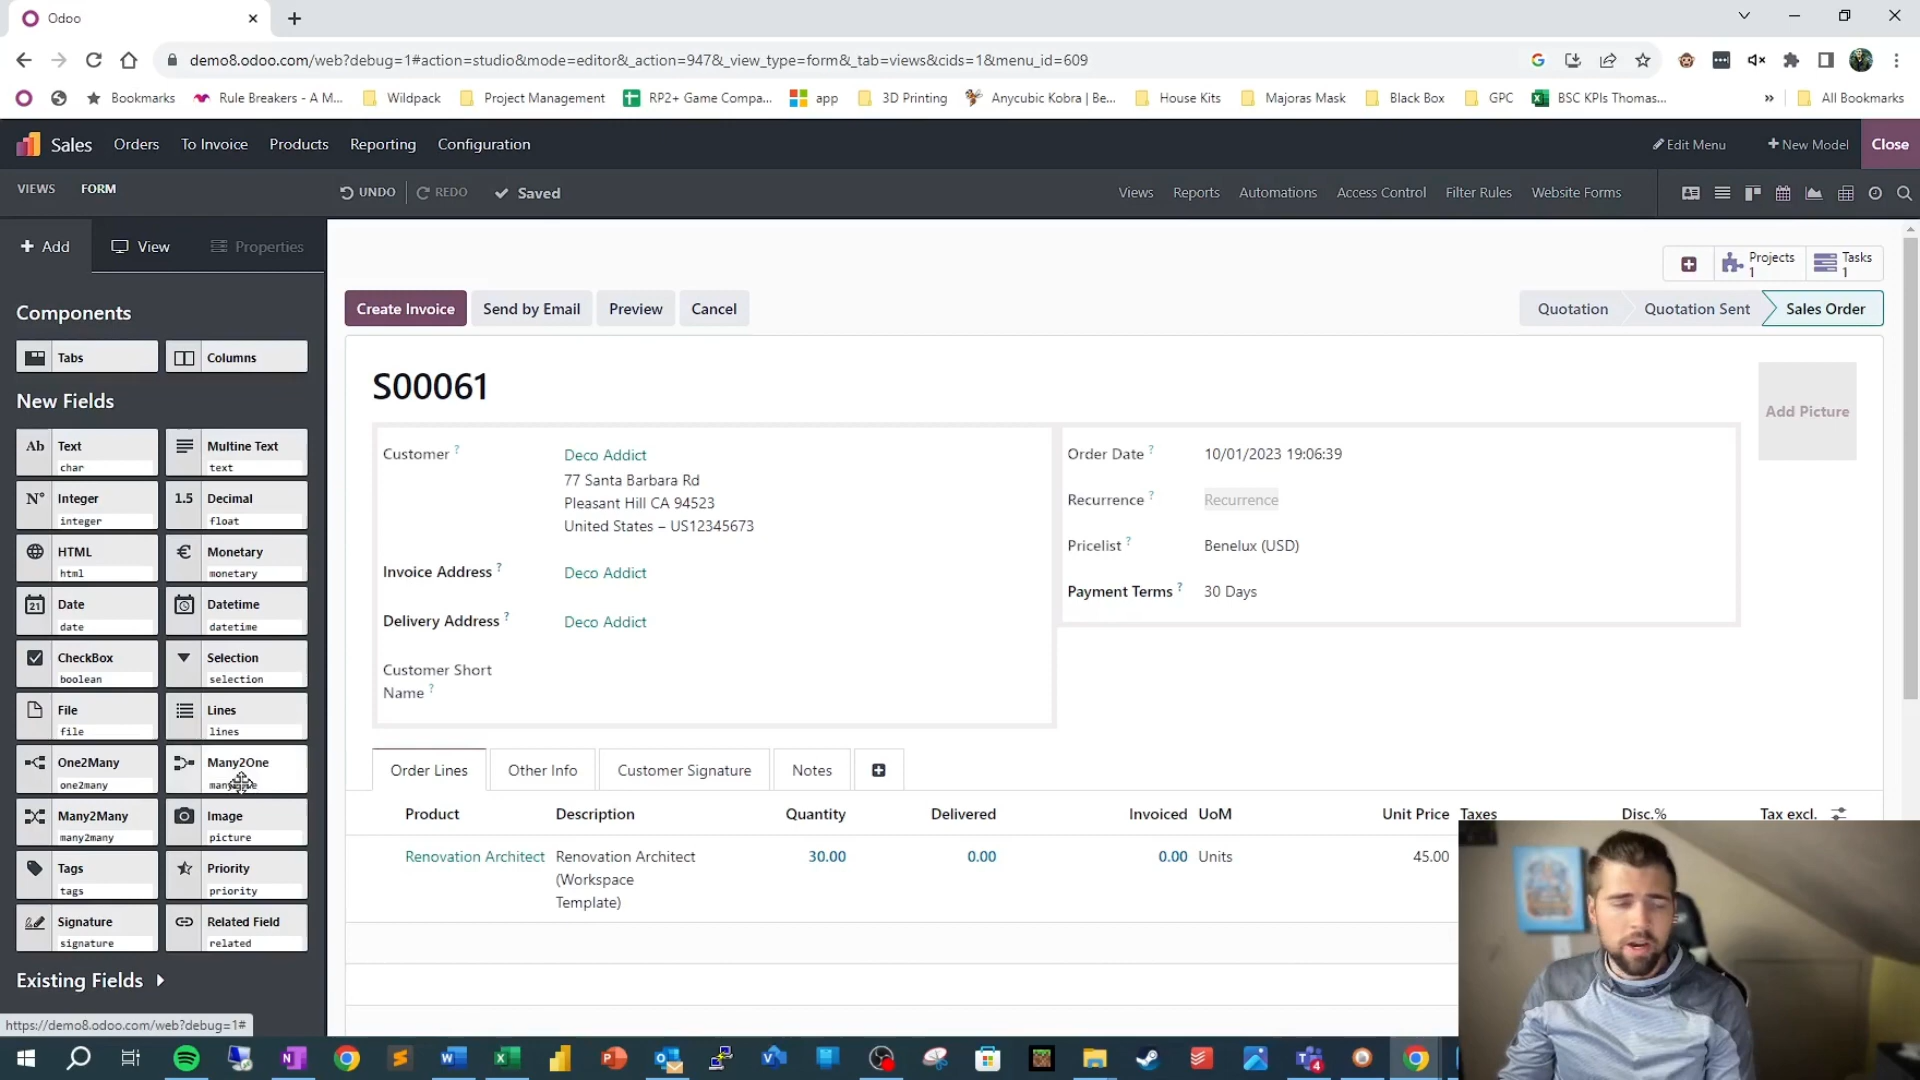 Odoo
demo8.odoo.com/web?debug=1#action=studio&mode=editor&_action=947&_view_type=form&_tab=views&cids=1&menu_id=609
Bookmarks
Rule Breakers - A M...
Wildpack
Project Management
RP2+ Game Compa...
app
3D Printing
Anycubic Kobra | Be...
House Kits
Majoras Mask
Black Box
GPC
BSC KPIs Thomas...
»
All Bookmarks
Sales
Orders
To Invoice
Products
Reporting
Configuration
Edit Menu
New Model
Close
VIEWS
FORM
UNDO
REDO
Saved
Views
Reports
Automations
Access Control
Filter Rules
Website Forms
Add
View
Properties
Projects
1
Tasks
1
Components
Create Invoice
Send by Email
Preview
Cancel
Quotation
Quotation Sent
Sales Order
Tabs
Columns
New Fields
S00061
Add Picture
Ab Text
char
Multine Text
text
N° Integer
integer
1.5 Decimal
float
HTML
html
€ Monetary
monetary
21 Date
date
Datetime
datetime
CheckBox
boolean
Selection
selection
File
file
Lines
lines
One2Many
one2many
Many2One
Many2Many
many2many
Image
picture
Tags
tags
Priority
priority
Signature
signature
Related Field
related
Existing Fields
https://demo8.odoo.com/web?debug=1#
Customer ?
Deco Addict
77 Santa Barbara Rd
Pleasant Hill CA 94523
United States – US12345673
Invoice Address ?
Deco Addict
Delivery Address ?
Deco Addict
Customer Short
Name ?
Order Date ?
10/01/2023 19:06:39
Recurrence ?
Recurrence
Pricelist ?
Benelux (USD)
Payment Terms ?
30 Days
Order Lines
Other Info
Customer Signature
Notes
Product
Description
Quantity
Delivered
Invoiced
UoM
Unit Price
Taxes
Disc.%
Tax excl.
Renovation Architect
Renovation Architect
(Workspace
Template)
30.00
0.00
0.00
Units
45.00
4